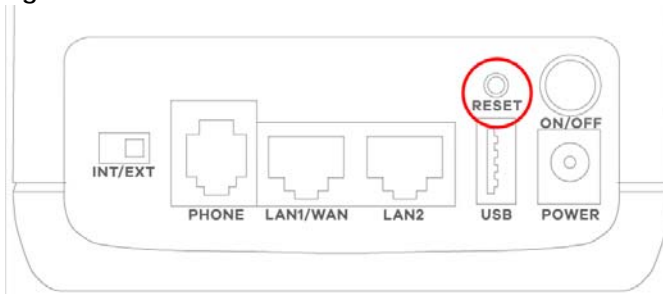 RESET
ON/OFF
INT/EXT
PHONE LAN1/WAN LAN2 USB POWER